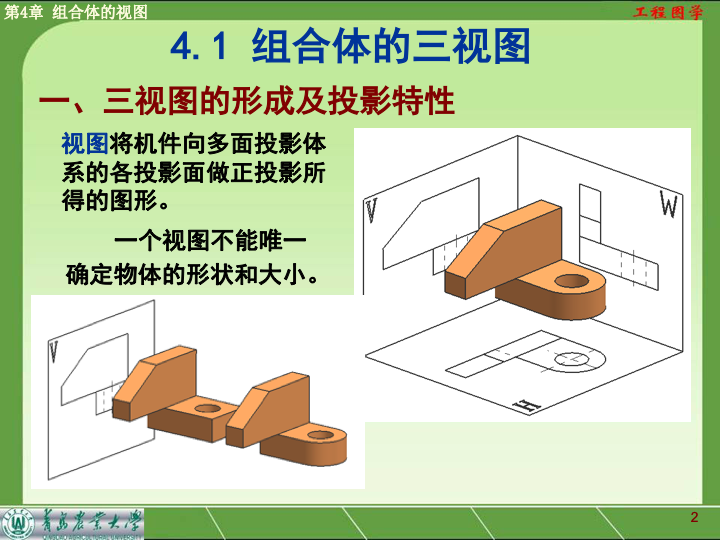 第4章 组合体的视图
工程图学
4.1 组合体的三视图
一、三视图的形成及投影特性
视图将机件向多面投影体
系的各投影面做正投影所
得的图形。
一个视图不能唯一
确定物体的形状和大小。
V
W
H
V
青岛农业大学
2